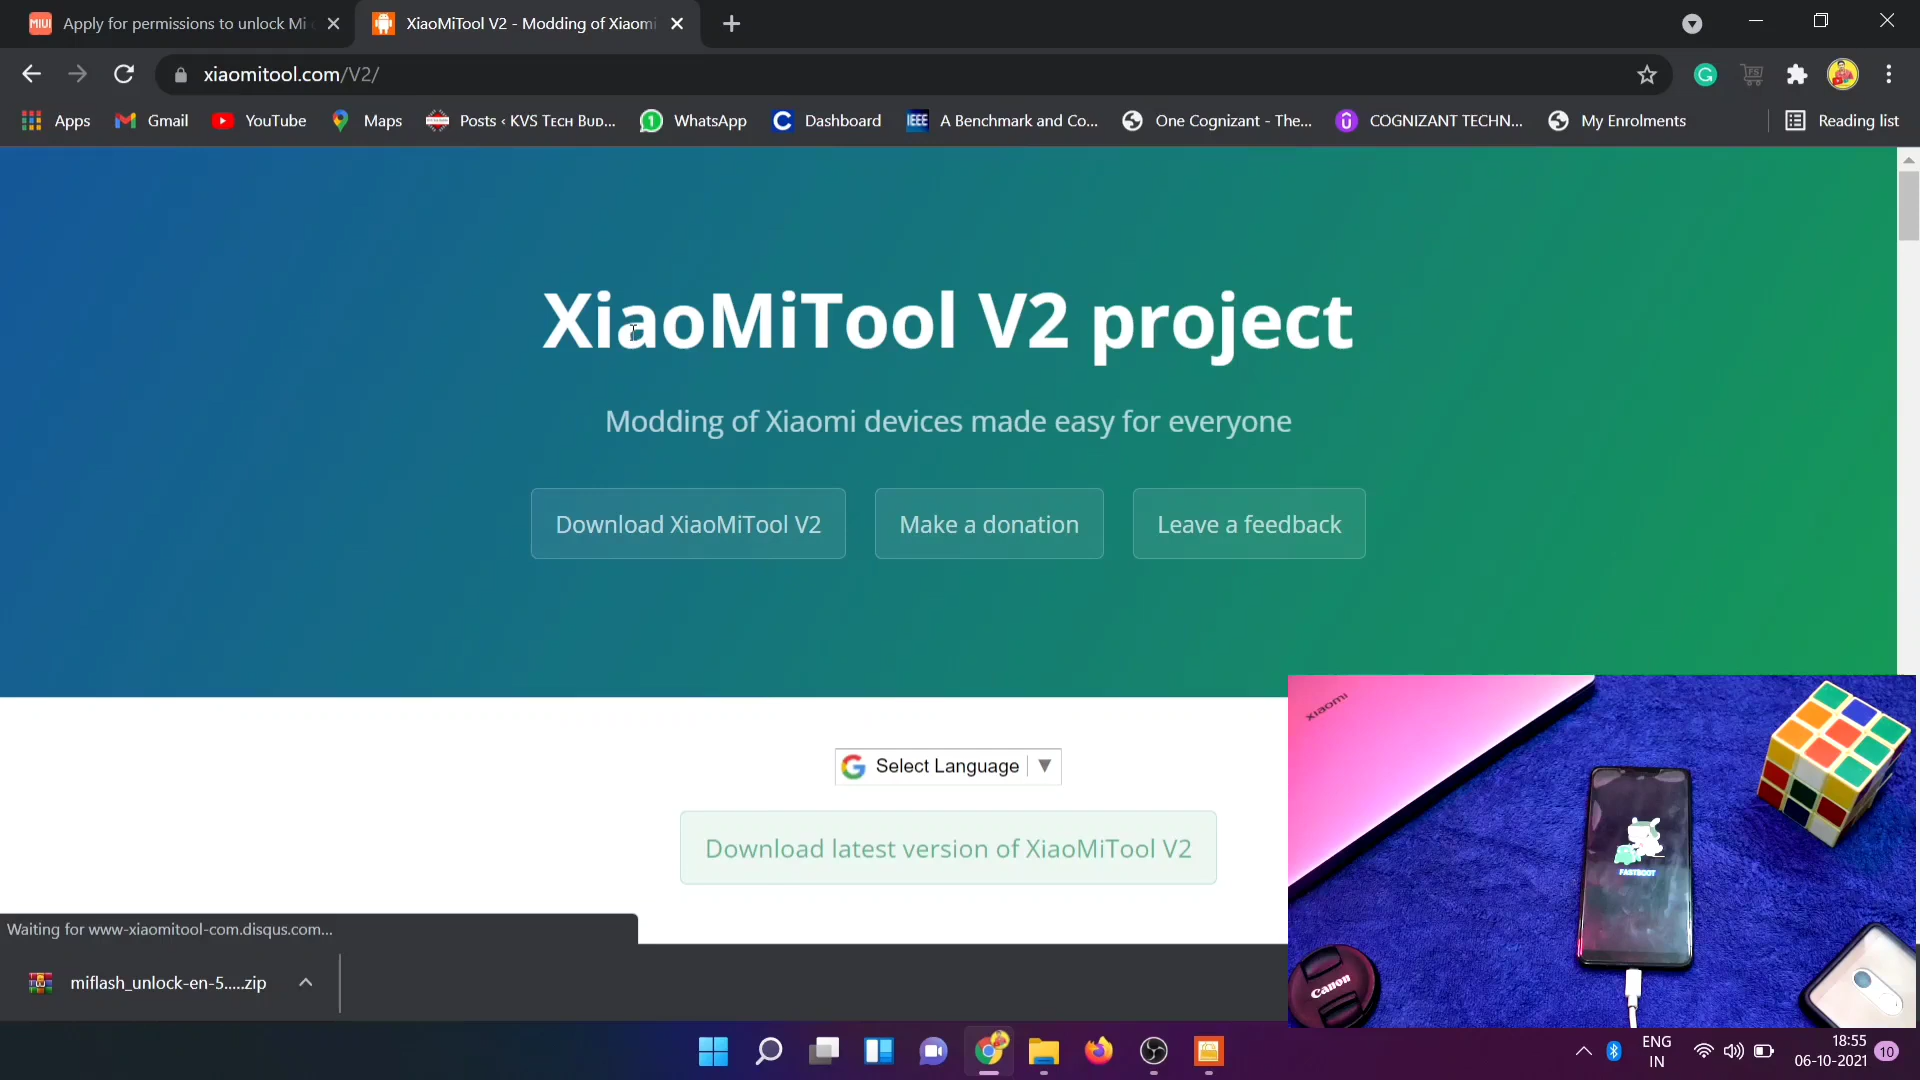 MIUI Apply for permissions to unlock Mi
XiaoMiTool V2 - Modding of Xiaomi
xiaomitool.com/V2/
Apps
Gmail
YouTube
Maps
Posts ‹ KVS Tech Bud...
WhatsApp
Dashboard
IEEE A Benchmark and Co...
One Cognizant - The...
COGNIZANT TECHN...
My Enrolments
Reading list
XiaoMiTool V2 project
Modding of Xiaomi devices made easy for everyone
Download XiaoMiTool V2
Make a donation
Leave a feedback
Select Language
Download latest version of XiaoMiTool V2
xiaomi
FASTBOOT
Canon
Waiting for www-xiaomitool-com.disqus.com...
miflash_unlock-en-5.....zip
ENG
IN
18:55
06-10-2021
10